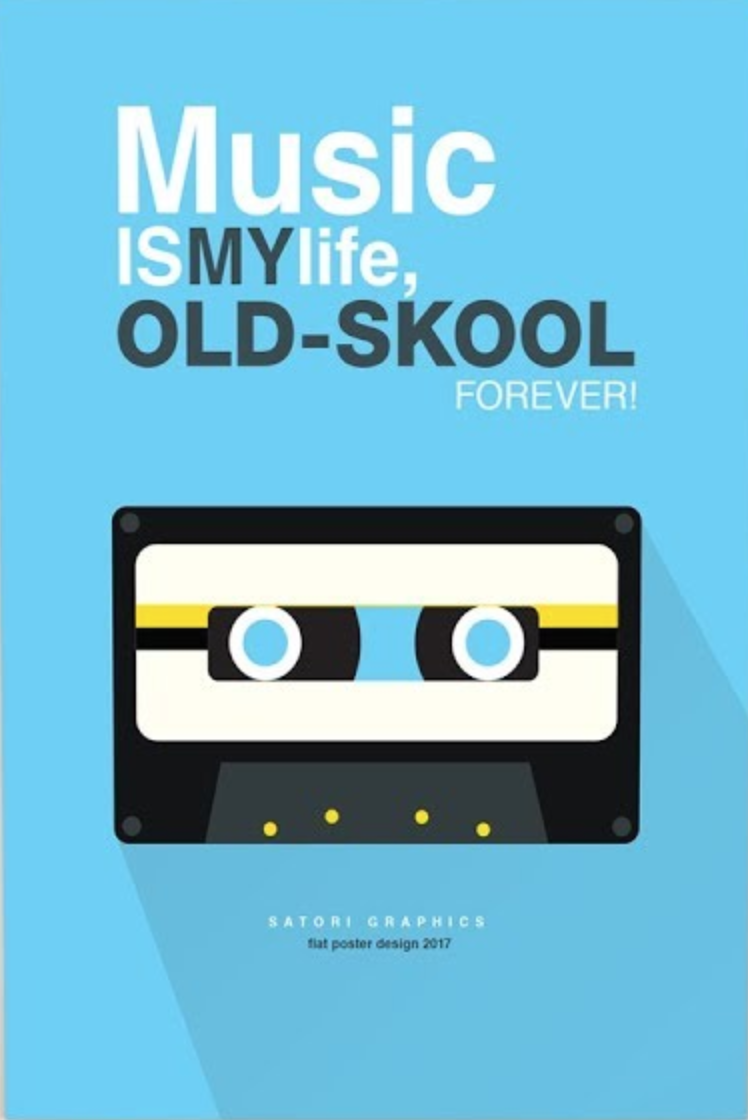 Music
ISMYlife,
OLD-SKOOL
FOREVER!
SATORI GRAPHICS
flat poster design 2017